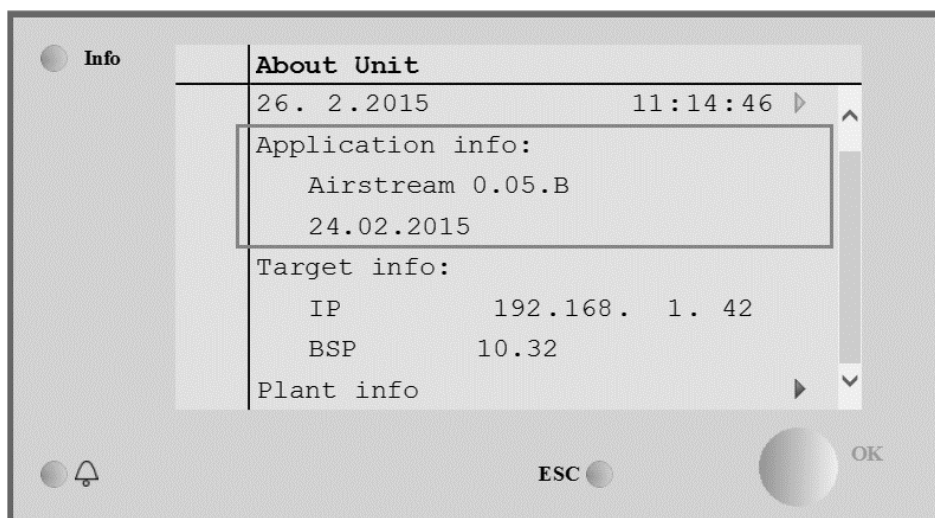 Info
About Unit
26. 2.2015 11:14:46
Application info:
Airstream 0.05.B
24.02.2015
Target info:
IP 192.168. 1. 42
BSP 10.32
Plant info
OK
ESC